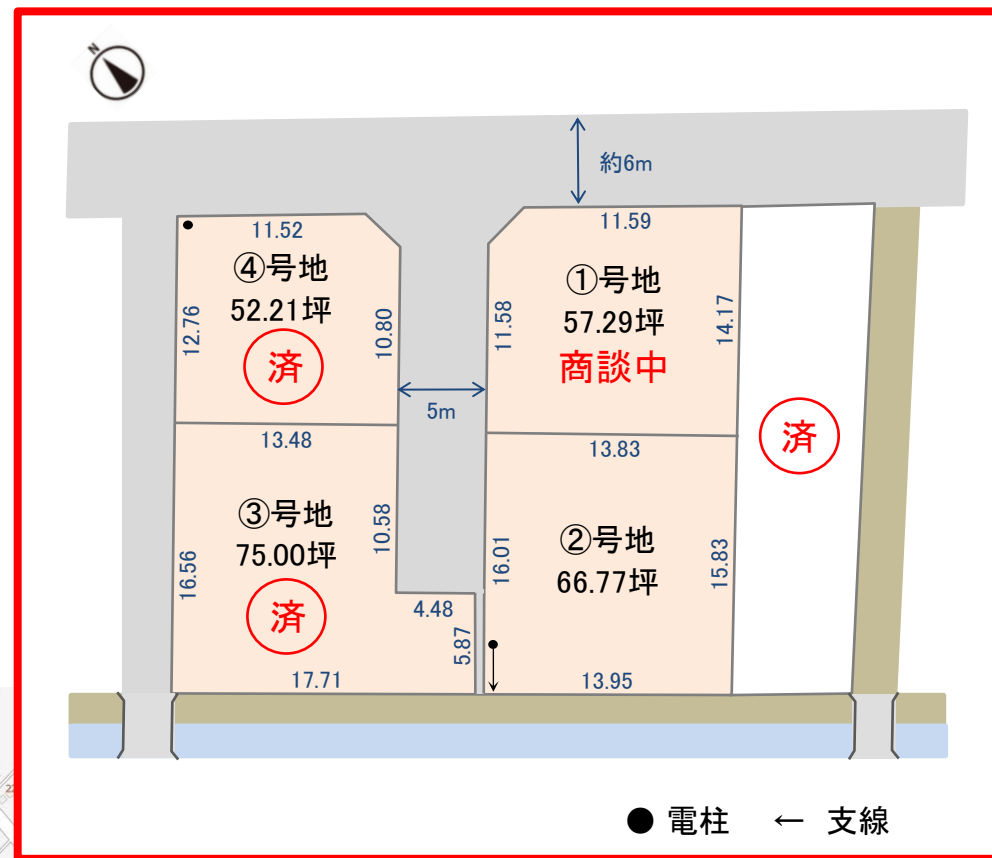 N
約6m
11.52
④号地
52.21坪
済
12.76
10.80
11.59
①号地
57.29坪
商談中
11.58
14.17
5m
済
13.48
③号地
75.00坪
済
16.56
10.58
4.48
5.87
17.71
13.83
②号地
66.77坪
16.01
15.83
13.95
● 電柱 ← 支線